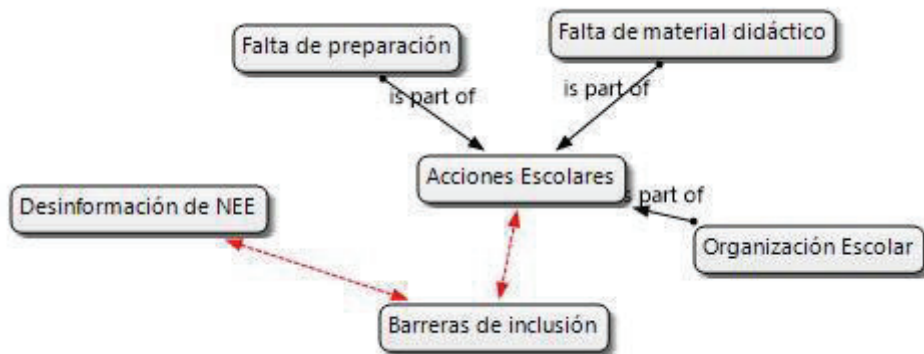 Falta de preparación
Falta de material didáctico
is part of
is part of
Acciones Escolares
is part of
Desinformación de NEE
Organización Escolar
Barreras de inclusión